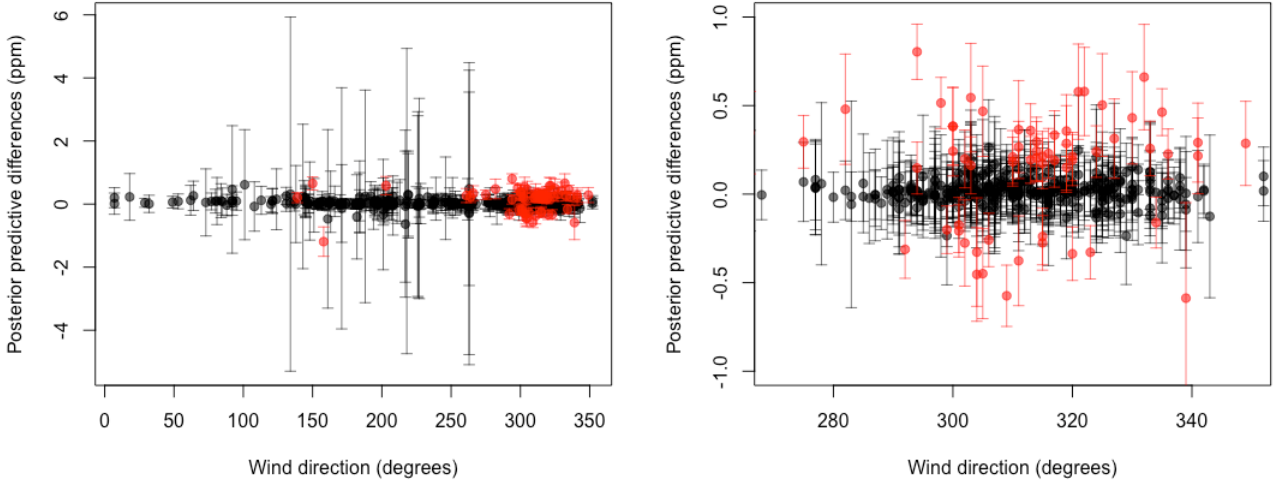 Posterior predictive differences (ppm)
6
4
2
0
-2
-4
0 50 100 150 200 250 300 350
Wind direction (degrees)
Posterior predictive differences (ppm)
1.0
0.5
0.0
-0.5
-1.0
280 300 320 340
Wind direction (degrees)